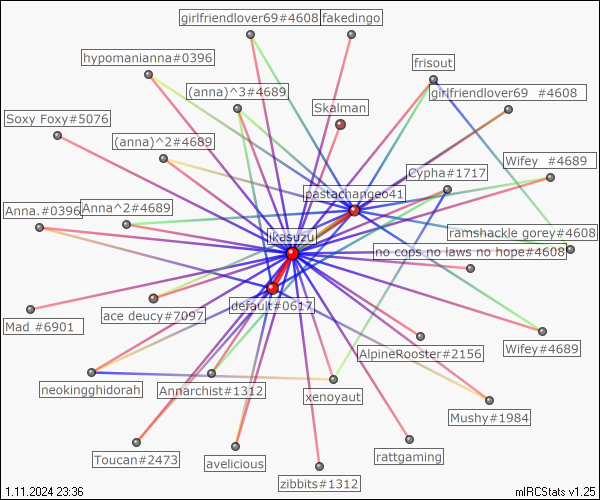 girlfriendlover69#4608
fakedingo
hypomanianna#0396
frisout
(anna)^3#4689
girlfriendlover69 #4608
Skalman
Soxy Foxy#5076
(anna)^2#4689
Wifey #4689
Cypha#1717
pastachangeo41
Anna.#0396
Anna^2#4689
ikasuzu
ramshackle gorey#4608
no cops no laws no hope#4608
default#0617
ace deucy#7097
Mad #6901
AlpineRooster#2156
Wifey#4689
neokingghidorah
Annarchist#1312
xenoyaut
Mushy#1984
Toucan#2473
avelicious
rattgaming
zibbits#1312
1.11.2024 23:36
mIRCStats v1.25